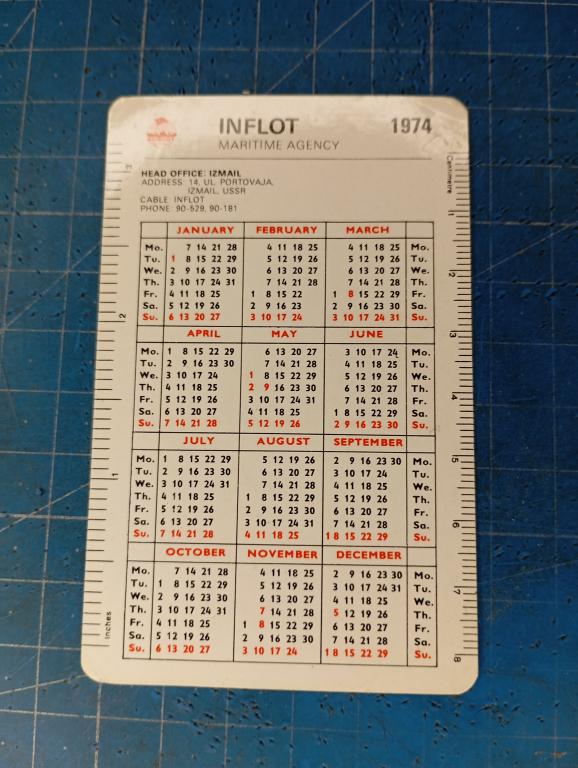 INFLOT 1974
MARITIME AGENCY
HEAD OFFICE: IZMAIL
ADDRESS: 14, UL. PORTOVAJA,
IZMAIL, USSR
CABLE: INFLOT
PHONE: 90-529, 90-181
JANUARY FEBRUARY MARCH
Mo. 7 14 21 28 4 11 18 25 4 11 18 25 Mo.
Tu. 1 8 15 22 29 5 12 19 26 5 12 19 26 Tu.
We. 2 9 16 23 30 6 13 20 27 6 13 20 27 We.
Th. 3 10 17 24 31 7 14 21 28 7 14 21 28 Th.
Fr. 4 11 18 25 1 8 15 22 1 8 15 22 29 Fr.
Sa. 5 12 19 26 2 9 16 23 2 9 16 23 30 Sa.
Su. 6 13 20 27 3 10 17 24 3 10 17 24 31 Su.
APRIL MAY JUNE
Mo. 1 8 15 22 29 6 13 20 27 3 10 17 24 Mo.
Tu. 2 9 16 23 30 7 14 21 28 4 11 18 25 Tu.
We. 3 10 17 24 1 8 15 22 29 5 12 19 26 We.
Th. 4 11 18 25 2 9 16 23 30 6 13 20 27 Th.
Fr. 5 12 19 26 3 10 17 24 31 7 14 21 28 Fr.
Sa. 6 13 20 27 4 11 18 25 1 8 15 22 29 Sa.
Su. 7 14 21 28 5 12 19 26 2 9 16 23 30 Su.
JULY AUGUST SEPTEMBER
Mo. 1 8 15 22 29 5 12 19 26 2 9 16 23 30 Mo.
Tu. 2 9 16 23 30 6 13 20 27 3 10 17 24 Tu.
We. 3 10 17 24 31 7 14 21 28 4 11 18 25 We.
Th. 4 11 18 25 1 8 15 22 29 5 12 19 26 Th.
Fr. 5 12 19 26 2 9 16 23 30 6 13 20 27 Fr.
Sa. 6 13 20 27 3 10 17 24 31 7 14 21 28 Sa.
Su. 7 14 21 28 4 11 18 25 1 8 15 22 29 Su.
OCTOBER NOVEMBER DECEMBER
Mo. 7 14 21 28 4 11 18 25 2 9 16 23 30 Mo.
Tu. 1 8 15 22 29 5 12 19 26 3 10 17 24 31 Tu.
We. 2 9 16 23 30 6 13 20 27 4 11 18 25 We.
Th. 3 10 17 24 31 7 14 21 28 5 12 19 26 Th.
Fr. 4 11 18 25 1 8 15 22 29 6 13 20 27 Fr.
Sa. 5 12 19 26 2 9 16 23 30 7 14 21 28 Sa.
Su. 6 13 20 27 3 10 17 24 1 8 15 22 29 Su.
Inches 1 2 3
Centimetre 1 2 3 4 5 6 7 8